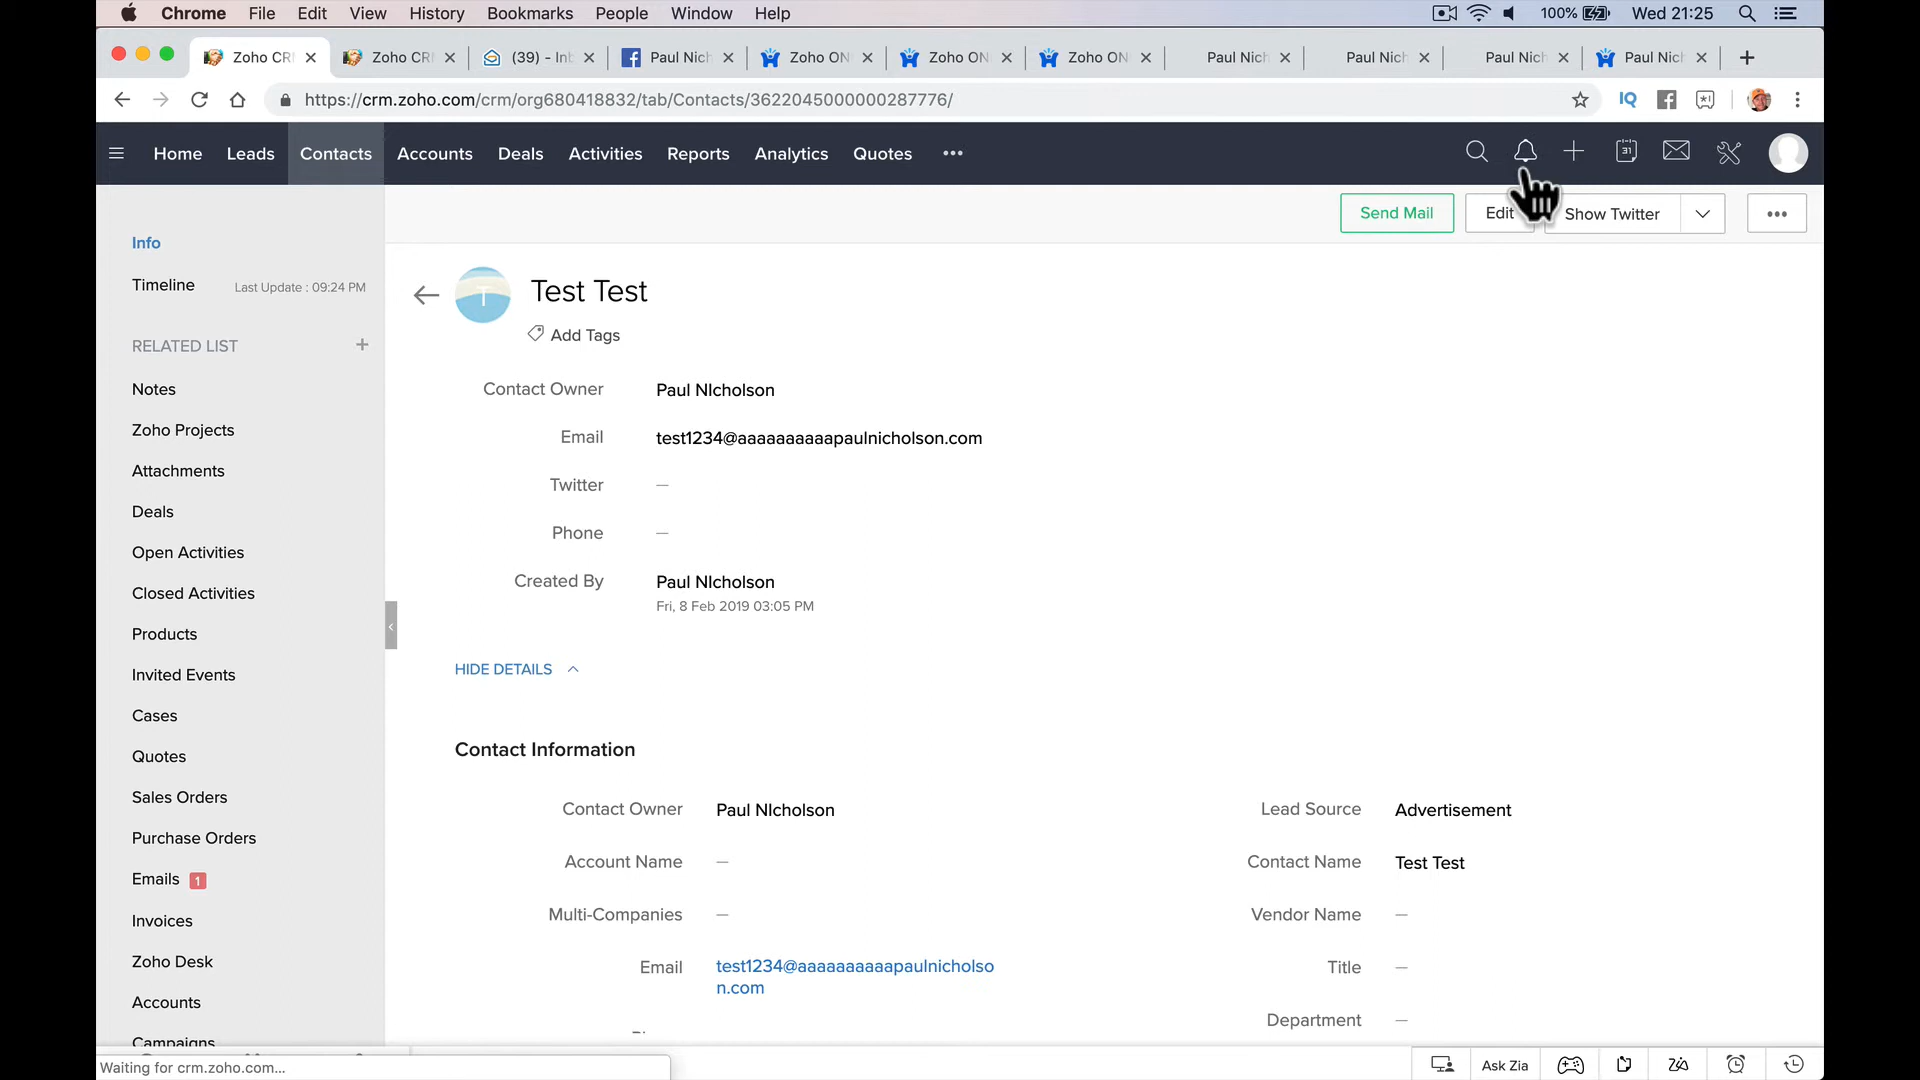 Chrome File Edit View History Bookmarks People Window Help 100% Wed 21:25
Zoho CR Zoho CR (39) - In Paul Nich Zoho ON Zoho ON Zoho ON Paul Nich Paul Nich Paul Nich Paul Nich
https://crm.zoho.com/crm/org680418832/tab/Contacts/3622045000000287776/ IQ
Home Leads Contacts Accounts Deals Activities Reports Analytics Quotes ••• 31
Send Mail Edit Show Twitter •••
Info
Timeline Last Update : 09:24 PM
RELATED LIST +
Notes
Zoho Projects
Attachments
Deals
Open Activities
Closed Activities
Products
Invited Events
Cases
Quotes
Sales Orders
Purchase Orders
Emails 1
Invoices
Zoho Desk
Accounts
Campaigns
T Test Test
Add Tags
Contact Owner Paul NIcholson
Email test1234@aaaaaaaaaapaulnicholson.com
Twitter —
Phone —
Created By Paul NIcholson
Fri, 8 Feb 2019 03:05 PM
HIDE DETAILS
Contact Information
Contact Owner Paul NIcholson Lead Source Advertisement
Account Name — Contact Name Test Test
Multi-Companies — Vendor Name —
Email test1234@aaaaaaaaaapaulnicholso Title —
n.com
Department —
Waiting for crm.zoho.com... Ask Zia